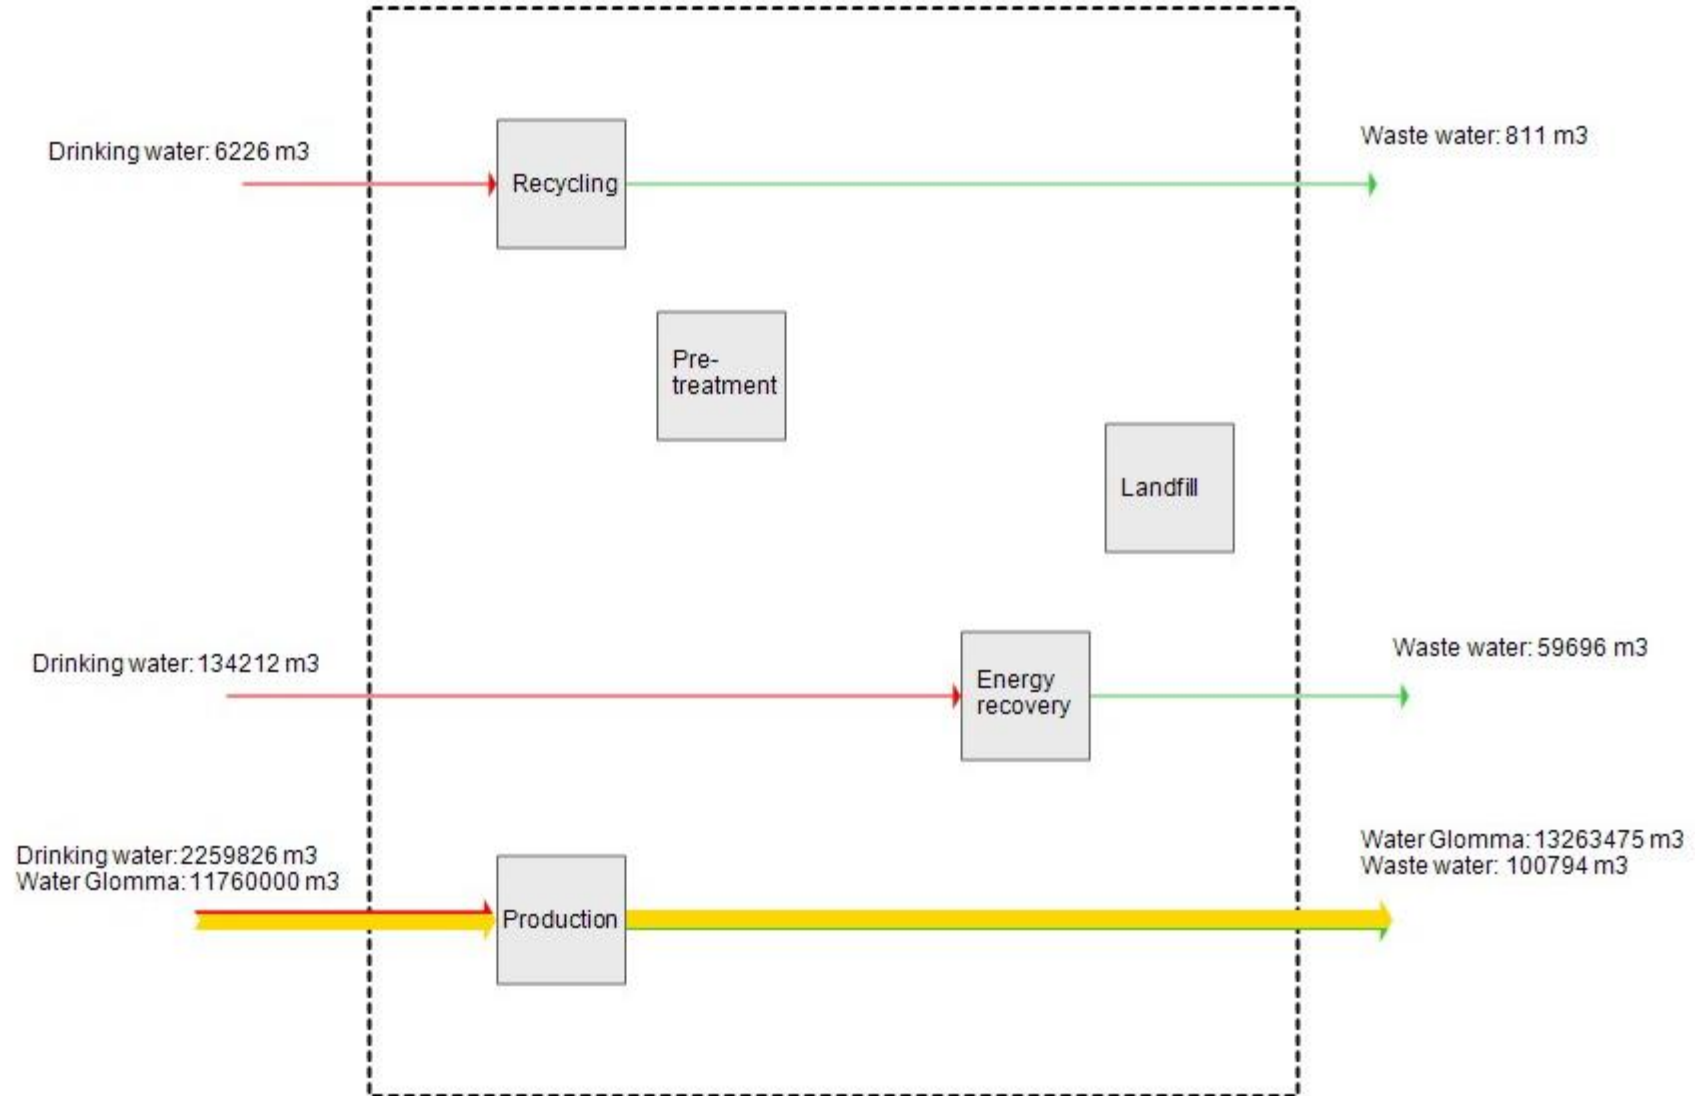 Drinking water: 6226 m3
Waste water: 811 m3
Recycling
Pre-
treatment
Landfill
Drinking water: 134212 m3
Waste water: 59696 m3
Energy
recovery
Drinking water: 2259826 m3
Water Glomma: 11760000 m3
Water Glomma: 13263475 m3
Waste water: 100794 m3
Production